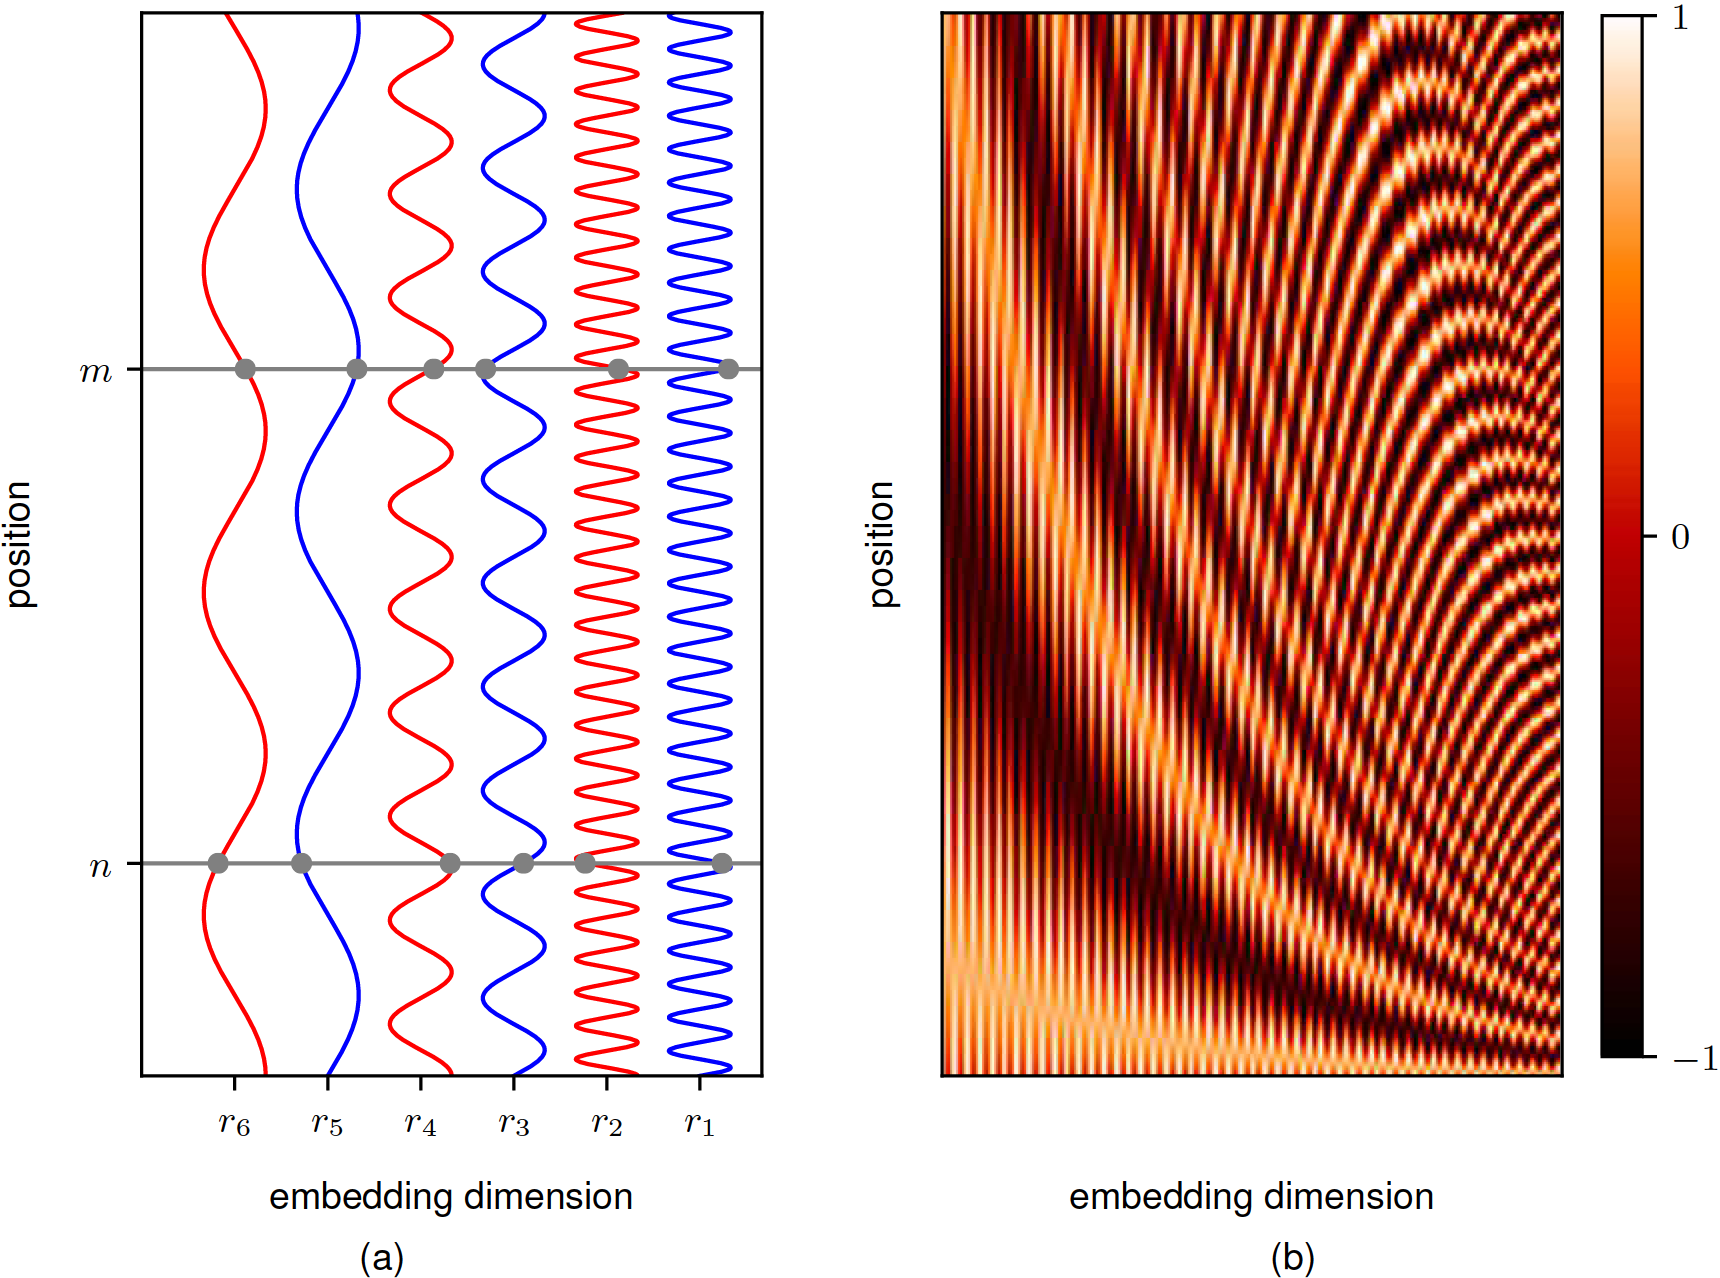 m
n
position
r₆ r₅ r₄ r₃ r₂ r₁
embedding dimension
(a)
position
embedding dimension
(b)
1
0
−1